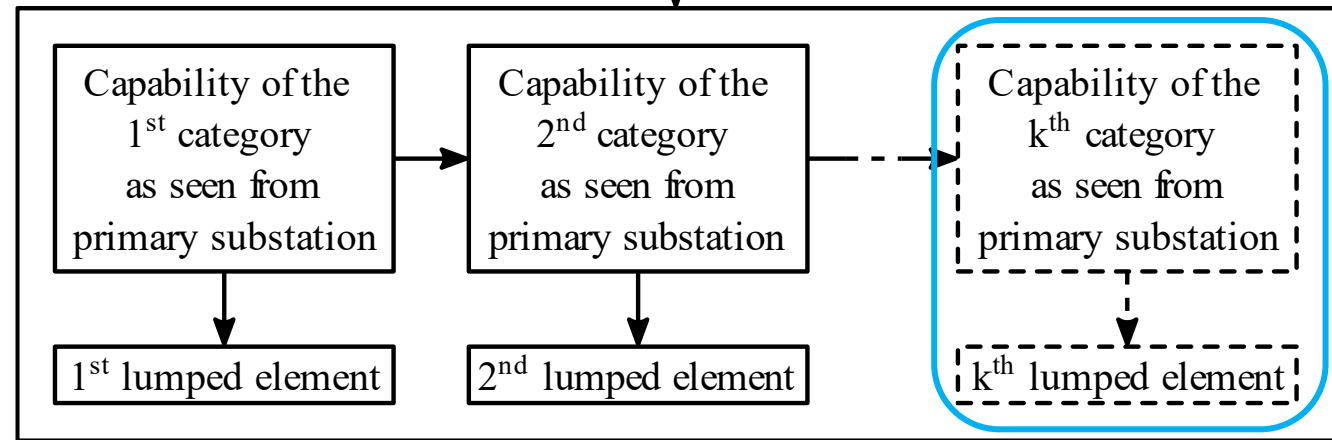 Capability of the
1st category
as seen from
primary substation
Capability of the
2nd category
as seen from
primary substation
Capability of the
kth category
as seen from
primary substation
1st lumped element
2nd lumped element
kth lumped element